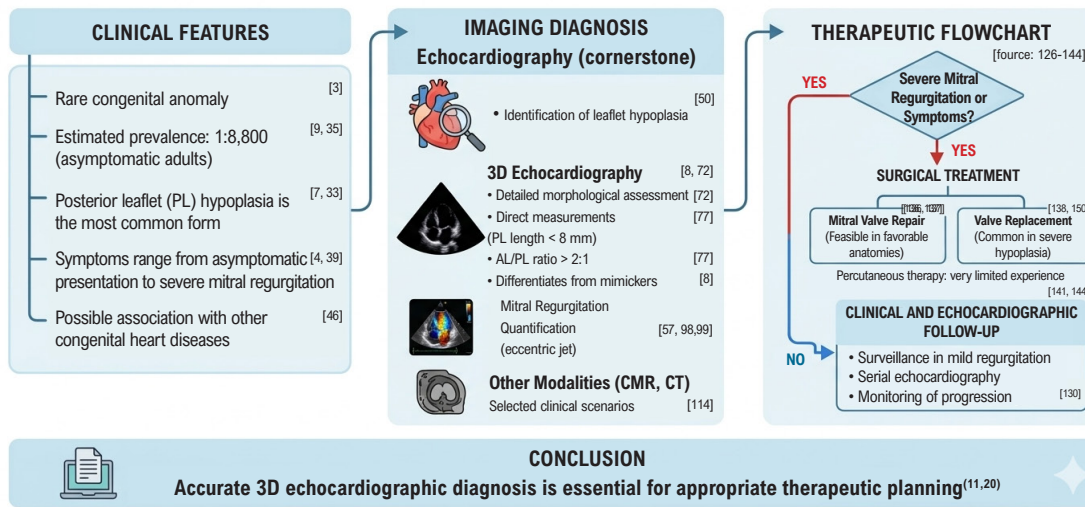 CLINICAL FEATURES
Rare congenital anomaly [3]
Estimated prevalence: 1:8,800 [9, 35]
(asymptomatic adults)
Posterior leaflet (PL) hypoplasia is [7, 33]
the most common form
Symptoms range from asymptomatic [4, 39]
presentation to severe mitral regurgitation
Possible association with other [46]
congenital heart diseases
IMAGING DIAGNOSIS
Echocardiography (cornerstone)
[50]
• Identification of leaflet hypoplasia
3D Echocardiography [8, 72]
• Detailed morphological assessment [72]
• Direct measurements [77]
(PL length < 8 mm)
• AL/PL ratio > 2:1 [77]
• Differentiates from mimickers [8]
Mitral Regurgitation
Quantification [57, 98,99]
(eccentric jet)
Other Modalities (CMR, CT)
Selected clinical scenarios [114]
THERAPEUTIC FLOWCHART
[fource: 126-144]
Severe Mitral
Regurgitation or
Symptoms?
YES
YES
SURGICAL TREATMENT
Mitral Valve Repair
(Feasible in favorable
anatomies)
[138, 150]
Valve Replacement
(Common in severe
hypoplasia)
Percutaneous therapy: very limited experience
[141, 144]
CLINICAL AND ECHOCARDIOGRAPHIC
FOLLOW-UP
NO
• Surveillance in mild regurgitation
• Serial echocardiography
• Monitoring of progression [130]
CONCLUSION
Accurate 3D echocardiographic diagnosis is essential for appropriate therapeutic planning(11,20)